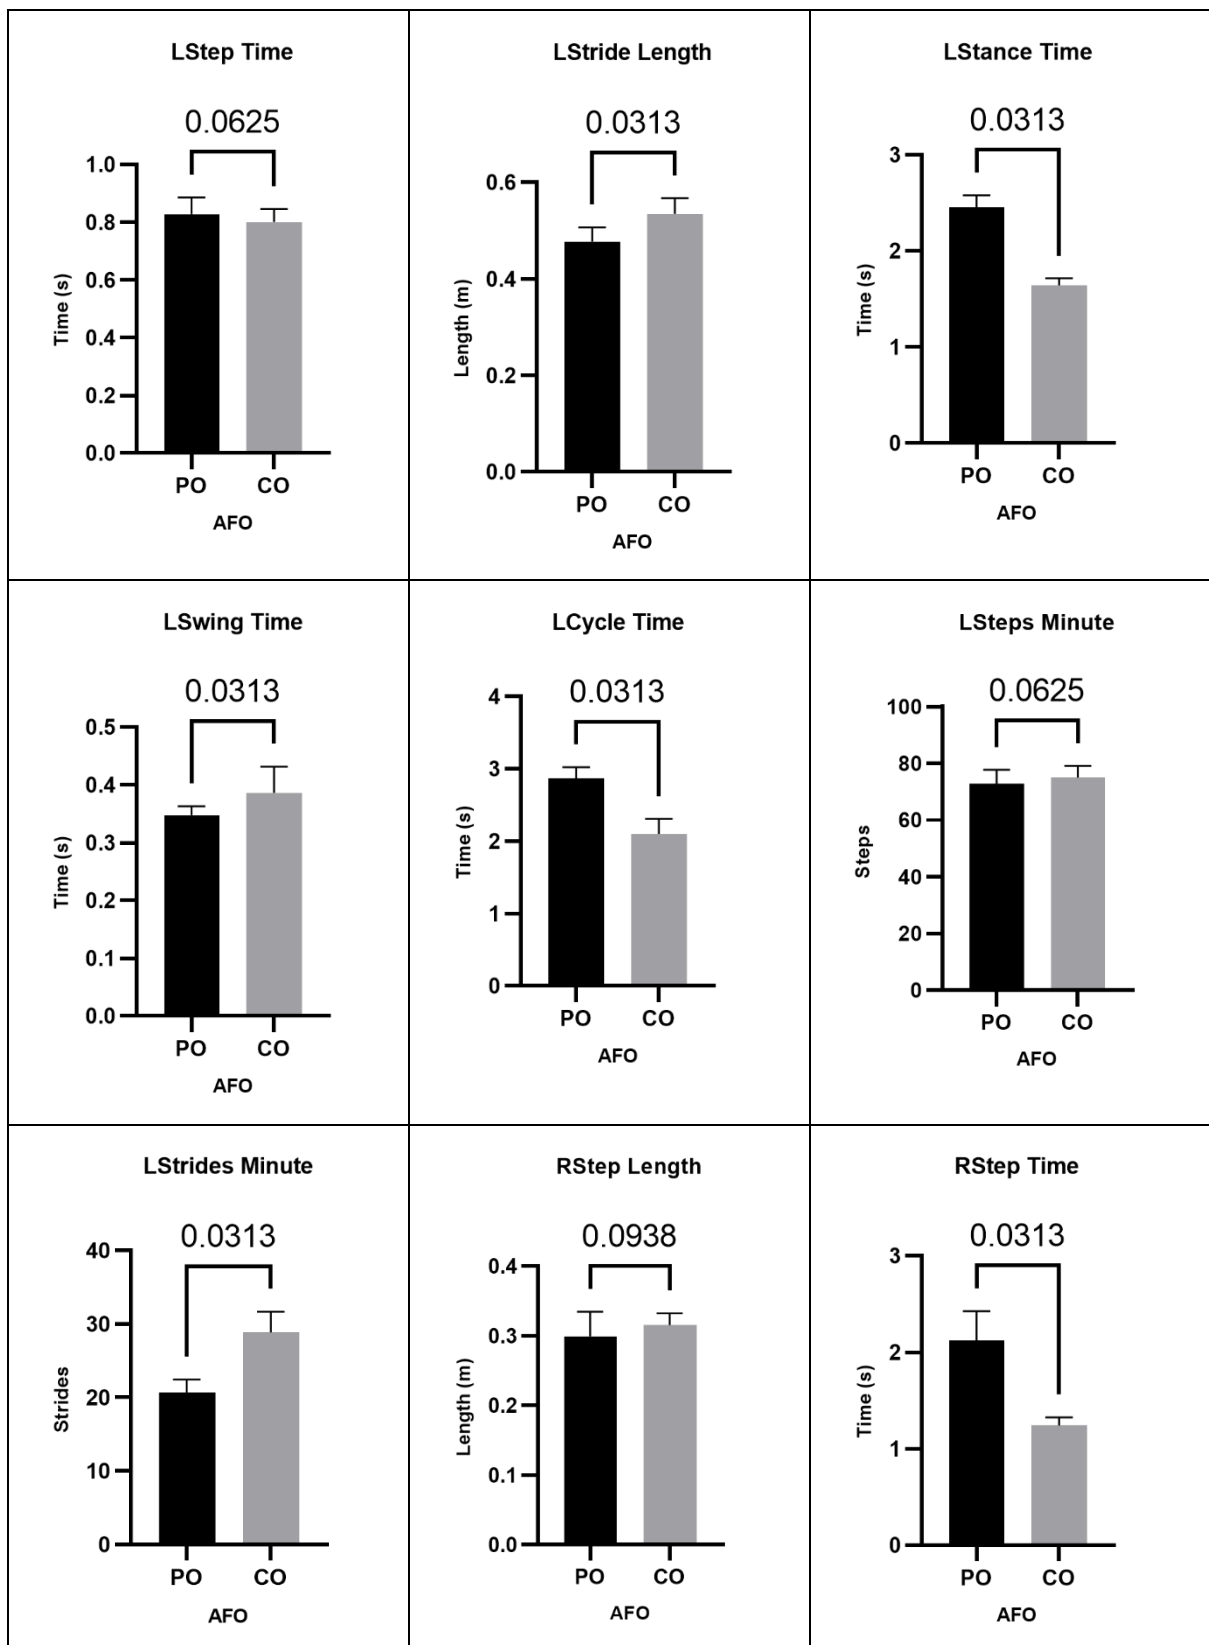 LStep Time
0.0625
1.0
0.8
0.6
0.4
0.2
0.0
Time (s)
PO CO
AFO
LStride Length
0.0313
0.6
0.4
0.2
0.0
Length (m)
PO CO
AFO
LStance Time
0.0313
3
2
1
0
Time (s)
PO CO
AFO
LSwing Time
0.0313
0.5
0.4
0.3
0.2
0.1
0.0
Time (s)
PO CO
AFO
LCycle Time
0.0313
4
3
2
1
0
Time (s)
PO CO
AFO
LSteps Minute
0.0625
100
80
60
40
20
0
Steps
PO CO
AFO
LStrides Minute
0.0313
40
30
20
10
0
Strides
PO CO
AFO
RStep Length
0.0938
0.4
0.3
0.2
0.1
0.0
Length (m)
PO CO
AFO
RStep Time
0.0313
3
2
1
0
Time (s)
PO CO
AFO